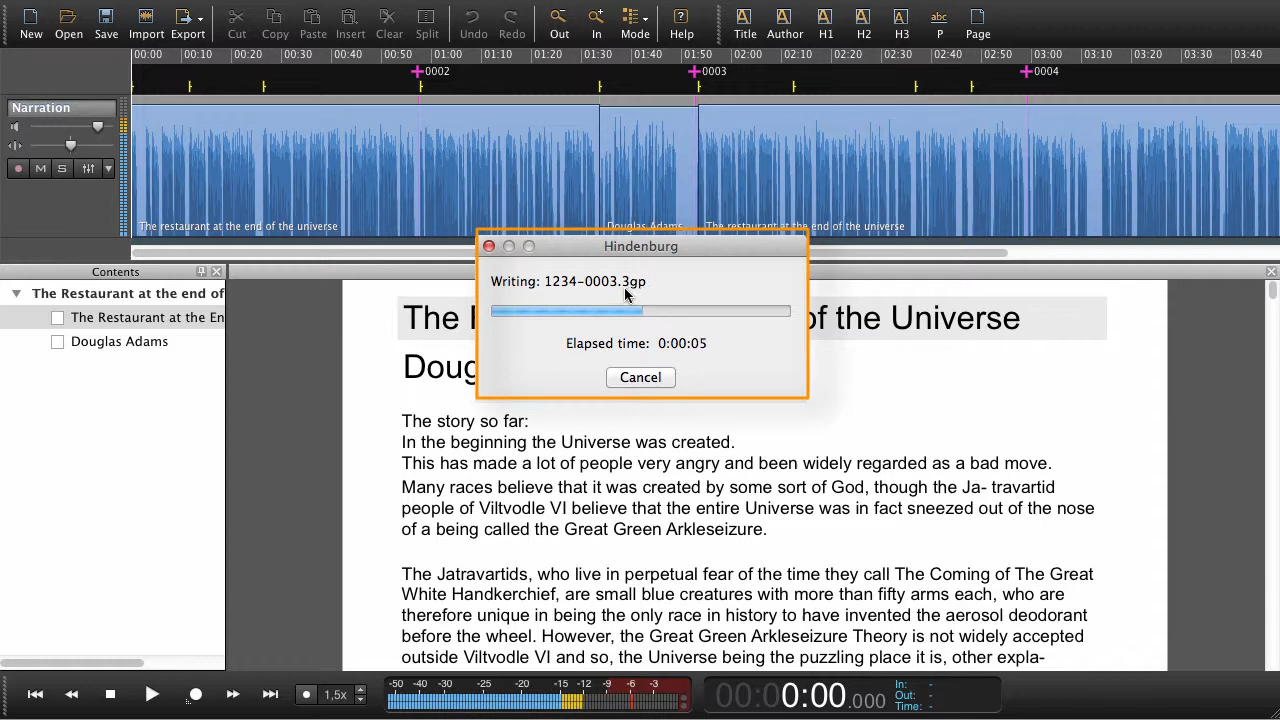 New Open Save Import Export Cut Copy Paste Insert Clear Split Undo Redo Out In Mode Help Title Author H1 H2 H3 P Page
00:00 00:10 00:20 00:30 00:40 00:50 01:00 01:10 01:20 01:30 01:40 01:50 02:10 02:20 02:30 02:40 02:50 03:00 03:10 03:20 03:30 03:40
0002 0003 0004
Narration
M S
The restaurant at the end of the universe Douglas Adams The restaurant at the end of the universe
Contents
The Restaurant at the end of
The Restaurant at the En
Douglas Adams
Hindenburg
Writing: 1234-0003.3gp
Elapsed time: 0:00:05
Cancel
The of the Universe
Doug
The story so far:
In the beginning the Universe was created.
This has made a lot of people very angry and been widely regarded as a bad move.
Many races believe that it was created by some sort of God, though the Ja- travartid
people of Viltvodle VI believe that the entire Universe was in fact sneezed out of the nose
of a being called the Great Green Arkleseizure.
The Jatravartids, who live in perpetual fear of the time they call The Coming of The Great
White Handkerchief, are small blue creatures with more than fifty arms each, who are
therefore unique in being the only race in history to have invented the aerosol deodorant
before the wheel. However, the Great Green Arkleseizure Theory is not widely accepted
outside Viltvodle VI and so, the Universe being the puzzling place it is, other expla-
1,5x
-50 -40 -25 -20 -15 -12 -9 -6 -3
00:00:00.000
In: -
Out: -
Time: -